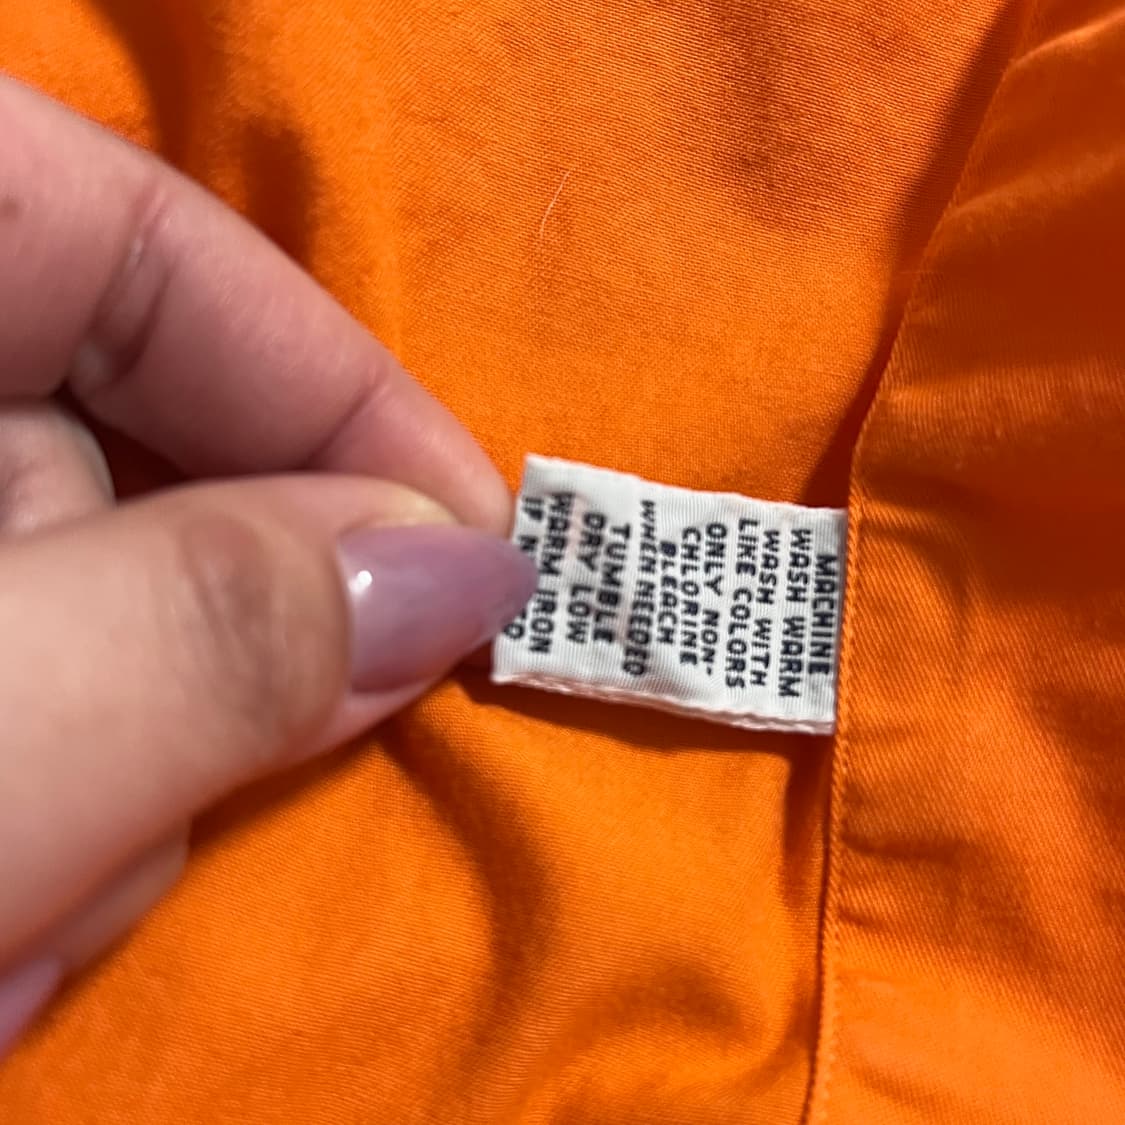 MACHINE
WASH WARM
WASH WITH
LIKE COLORS
ONLY NON-
CHLORINE
BLEACH
WHEN NEEDED
TUMBLE
DRY LOW
WARM IRON
IF